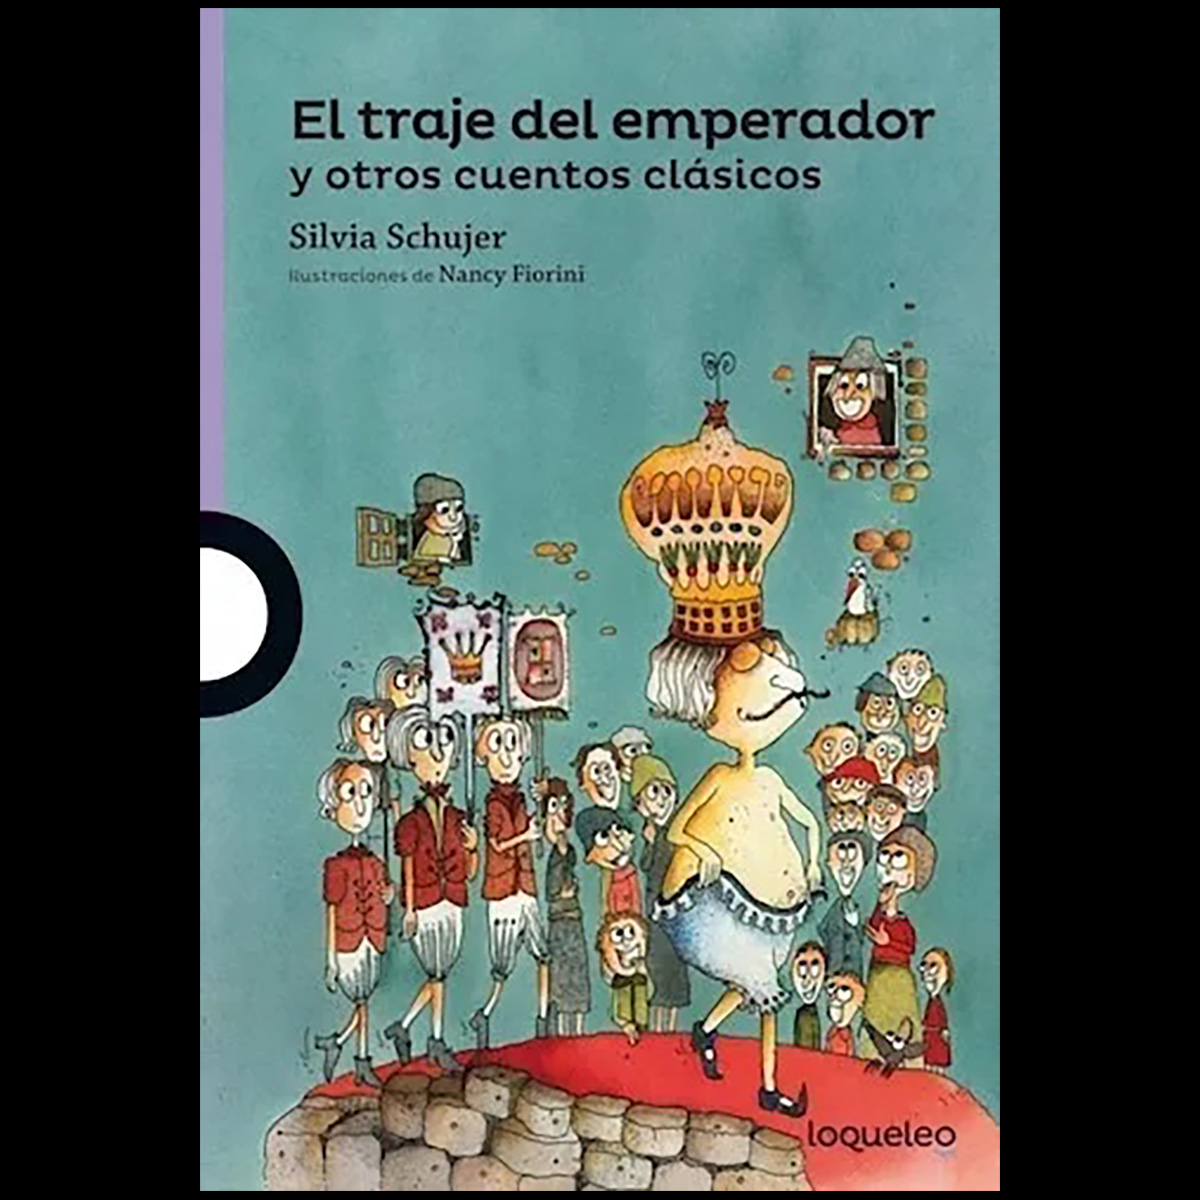 El traje del emperador
y otros cuentos clásicos
Silvia Schujer
Ilustraciones de Nancy Fiorini
loqueleo